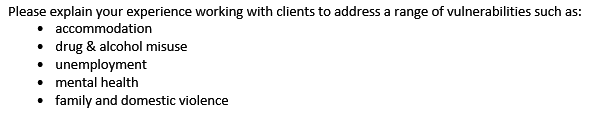 Please explain your experience working with clients to address a range of vulnerabilities such as:
• accommodation
• drug & alcohol misuse
• unemployment
• mental health
• family and domestic violence